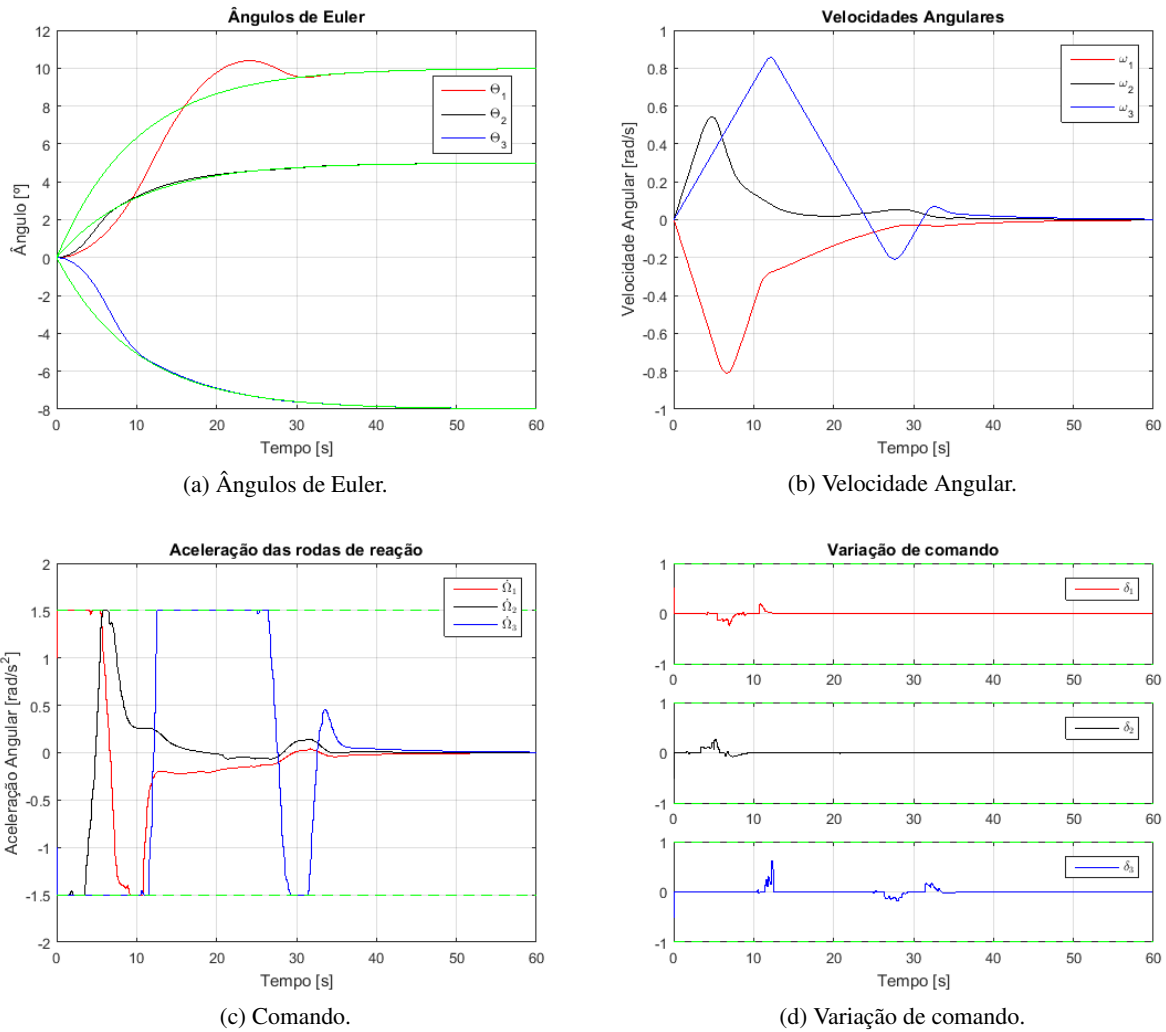 Ângulos de Euler
12
10
8
6
4
2
0
-2
-4
-6
-8
0 10 20 30 40 50 60
Ângulo [º]
Tempo [s]
Θ1
Θ2
Θ3
(a) Ângulos de Euler.
Velocidades Angulares
1
0.8
0.6
0.4
0.2
0
-0.2
-0.4
-0.6
-0.8
-1
0 10 20 30 40 50 60
Velocidade Angular [rad/s]
Tempo [s]
ω1
ω2
ω3
(b) Velocidade Angular.
Aceleração das rodas de reação
2
1.5
1
0.5
0
-0.5
-1
-1.5
-2
0 10 20 30 40 50 60
Aceleração Angular [rad/s²]
Tempo [s]
Ω̇1
Ω̇2
Ω̇3
(c) Comando.
Variação de comando
1
0
-1
0 10 20 30 40 50 60
δ1
1
0
-1
0 10 20 30 40 50 60
δ2
1
0
-1
0 10 20 30 40 50 60
δ3
Tempo [s]
(d) Variação de comando.